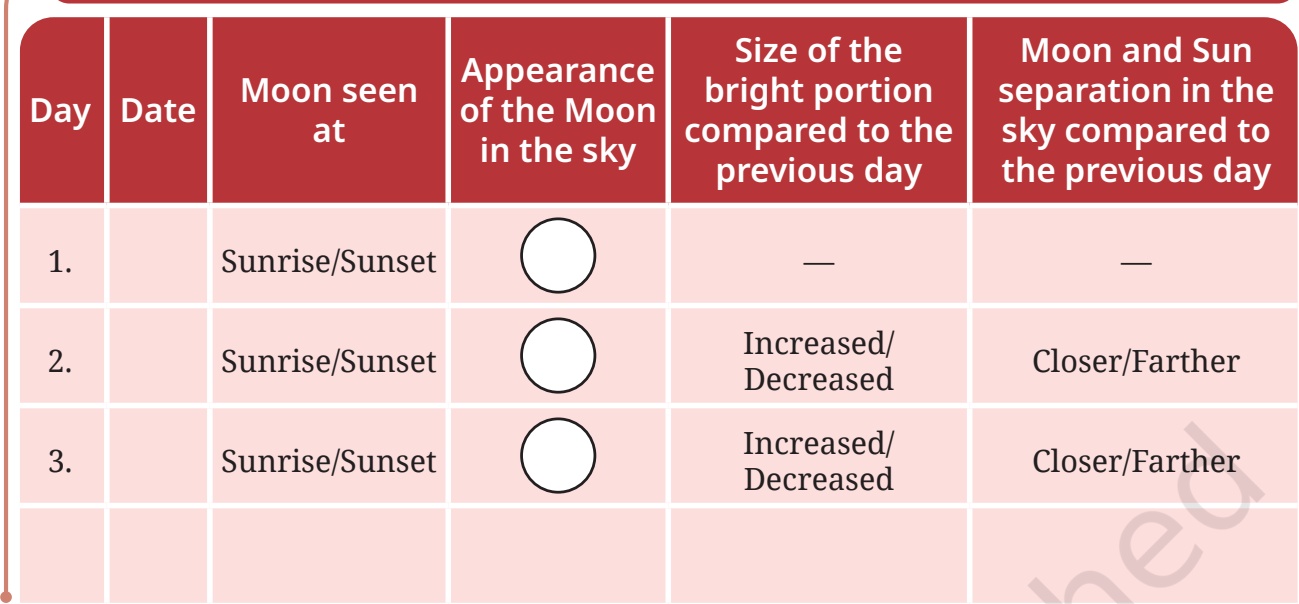 Day
Date
Moon seen
at
Appearance
of the Moon
in the sky
Size of the
bright portion
compared to the
previous day
Moon and Sun
separation in the
sky compared to
the previous day
1.
Sunrise/Sunset
—
—
2.
Sunrise/Sunset
Increased/
Decreased
Closer/Farther
3.
Sunrise/Sunset
Increased/
Decreased
Closer/Farther
hed